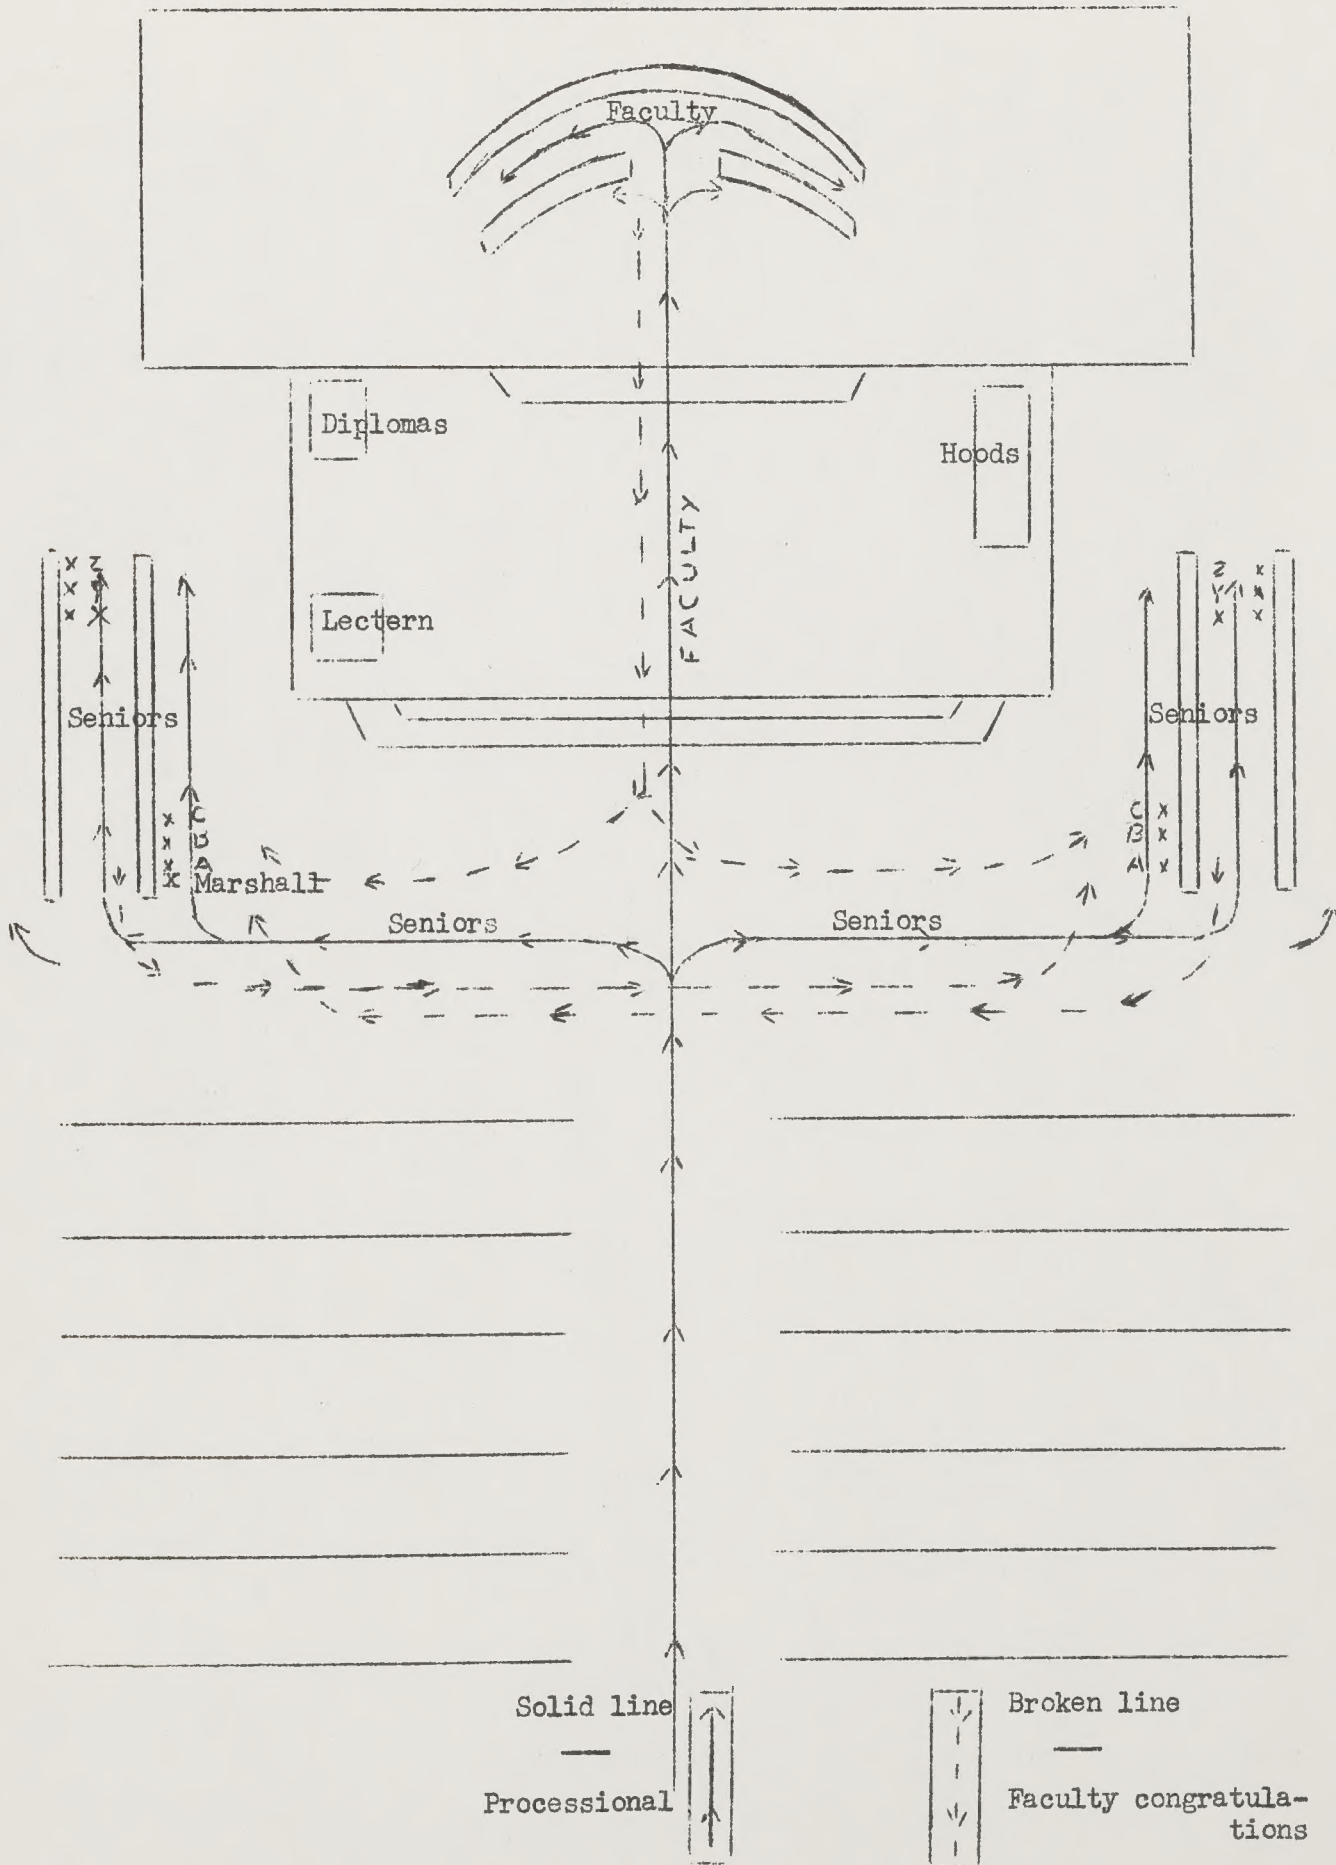 Faculty
Diplomas
Hoods
FACULTY
Lectern
x Z
x Y
x X
Z x
Y x
X x
Seniors
Seniors
x C
x B
x A
x Marshall
C x
B x
A x
Seniors
Seniors
Solid line
—
Processional
Broken line
—
Faculty congratula-
tions